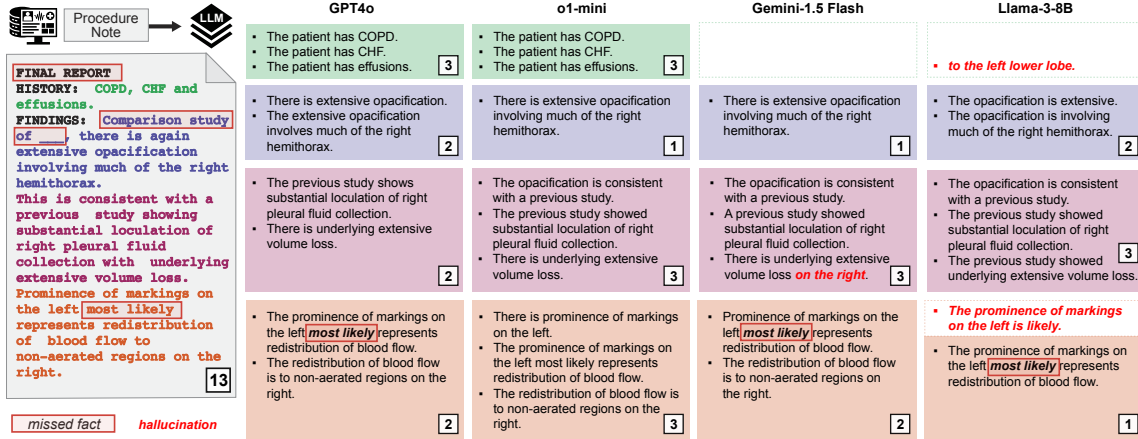 GPT4o
o1-mini
Gemini-1.5 Flash
Llama-3-8B
Procedure
Note
LLM
FINAL REPORT
HISTORY: COPD, CHF and
effusions.
FINDINGS: Comparison study
of ___, there is again
extensive opacification
involving much of the right
hemithorax.
This is consistent with a
previous study showing
substantial loculation of
right pleural fluid
collection with underlying
extensive volume loss.
Prominence of markings on
the left most likely
represents redistribution
of blood flow to
non-aerated regions on the
right.
13
missed fact
hallucination
▪ The patient has COPD.
▪ The patient has CHF.
▪ The patient has effusions.
3
▪ The patient has COPD.
▪ The patient has CHF.
▪ The patient has effusions.
3
▪ to the left lower lobe.
▪ There is extensive opacification.
▪ The extensive opacification
involves much of the right
hemithorax.
2
▪ There is extensive opacification
involving much of the right
hemithorax.
1
▪ There is extensive opacification
involving much of the right
hemithorax.
1
▪ The opacification is extensive.
▪ The opacification is involving
much of the right hemithorax.
2
▪ The previous study shows
substantial loculation of right
pleural fluid collection.
▪ There is underlying extensive
volume loss.
2
▪ The opacification is consistent
with a previous study.
▪ The previous study showed
substantial loculation of right
pleural fluid collection.
▪ There is underlying extensive
volume loss.
3
▪ The opacification is consistent
with a previous study.
▪ A previous study showed
substantial loculation of right
pleural fluid collection.
▪ There is underlying extensive
volume loss on the right.
3
▪ The opacification is consistent
with a previous study.
▪ The previous study showed
substantial loculation of right
pleural fluid collection.
▪ The previous study showed
underlying extensive volume loss.
3
▪ The prominence of markings on
the left most likely represents
redistribution of blood flow.
▪ The redistribution of blood flow
is to non-aerated regions on the
right.
2
▪ There is prominence of markings
on the left.
▪ The prominence of markings on
the left most likely represents
redistribution of blood flow.
▪ The redistribution of blood flow is
to non-aerated regions on the
right.
3
▪ Prominence of markings on the
left most likely represents
redistribution of blood flow.
▪ The redistribution of blood flow
is to non-aerated regions on
the right.
2
▪ The prominence of markings
on the left is likely.
▪ The prominence of markings on
the left most likely represents
redistribution of blood flow.
1